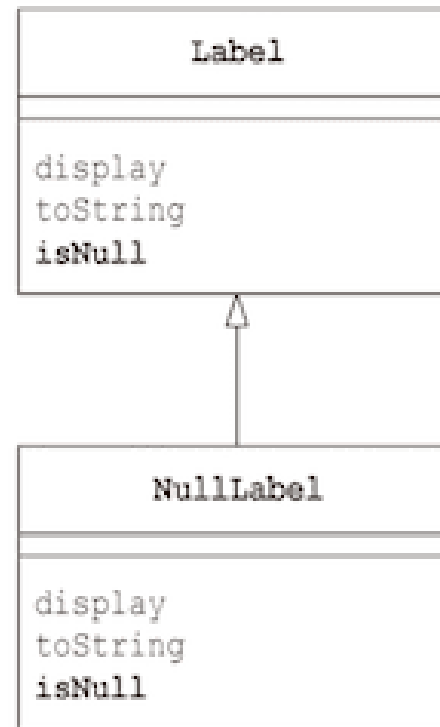 Label
display
toString
isNull
NullLabel
display
toString
isNull